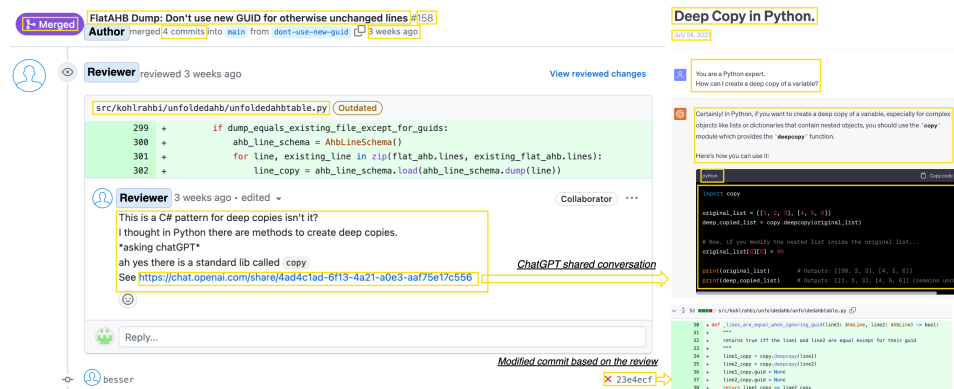 Merged
FlatAHB Dump: Don't use new GUID for otherwise unchanged lines #158
Author merged 4 commits into main from dont-use-new-guid 3 weeks ago
Reviewer reviewed 3 weeks ago
View reviewed changes
src/kohlrahbi/unfoldedahb/unfoldedahbtable.py Outdated
299 + if dump_equals_existing_file_except_for_guids:
300 + ahb_line_schema = AhbLineSchema()
301 + for line, existing_line in zip(flat_ahb.lines, existing_flat_ahb.lines):
302 + line_copy = ahb_line_schema.load(ahb_line_schema.dump(line))
Reviewer 3 weeks ago • edited
Collaborator
This is a C# pattern for deep copies isn't it?
I thought in Python there are methods to create deep copies.
*asking chatGPT*
ah yes there is a standard lib called copy
See https://chat.openai.com/share/4ad4c1ad-6f13-4a21-a0e3-aaf75e17c556
ChatGPT shared conversation
Reply...
Modified commit based on the review
besser
23e4ecf
Deep Copy in Python.
July 24, 2023
You are a Python expert.
How can I create a deep copy of a variable?
Certainly! In Python, if you want to create a deep copy of a variable, especially for complex
objects like lists or dictionaries that contain nested objects, you should use the `copy`
module which provides the `deepcopy` function.
Here's how you can use it:
python
Copy code
import copy
original_list = [[1, 2, 3], [4, 5, 6]]
deep_copied_list = copy.deepcopy(original_list)
# Now, if you modify the nested list inside the original list...
original_list[0][0] = 99
print(original_list) # Outputs: [[99, 2, 3], [4, 5, 6]]
print(deep_copied_list) # Outputs: [[1, 2, 3], [4, 5, 6]] (remains
52 src/kohlrahbi/unfoldedahb/unfoldedahbtable.py
30 + def _lines_are_equal_when_ignoring_guid(line1: AhbLine, line2: AhbLine) -> bool:
31 + """
32 + returns true iff the line1 and line2 are equal except for their guid
33 + """
34 + line1_copy = copy.deepcopy(line1)
35 + line2_copy = copy.deepcopy(line2)
36 + line1_copy.guid = None
37 + line2_copy.guid = None
38 + return line1_copy == line2_copy